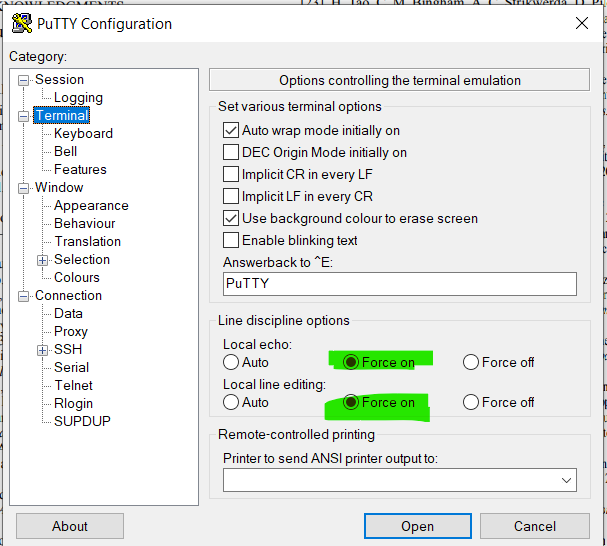 PuTTY Configuration
Category:
Session
Logging
Terminal
Keyboard
Bell
Features
Window
Appearance
Behaviour
Translation
Selection
Colours
Connection
Data
Proxy
SSH
Serial
Telnet
Rlogin
SUPDUP
Options controlling the terminal emulation
Set various terminal options
Auto wrap mode initially on
DEC Origin Mode initially on
Implicit CR in every LF
Implicit LF in every CR
Use background colour to erase screen
Enable blinking text
Answerback to ^E:
PuTTY
Line discipline options
Local echo:
Auto Force on Force off
Local line editing:
Auto Force on Force off
Remote-controlled printing
Printer to send ANSI printer output to:
About Open Cancel